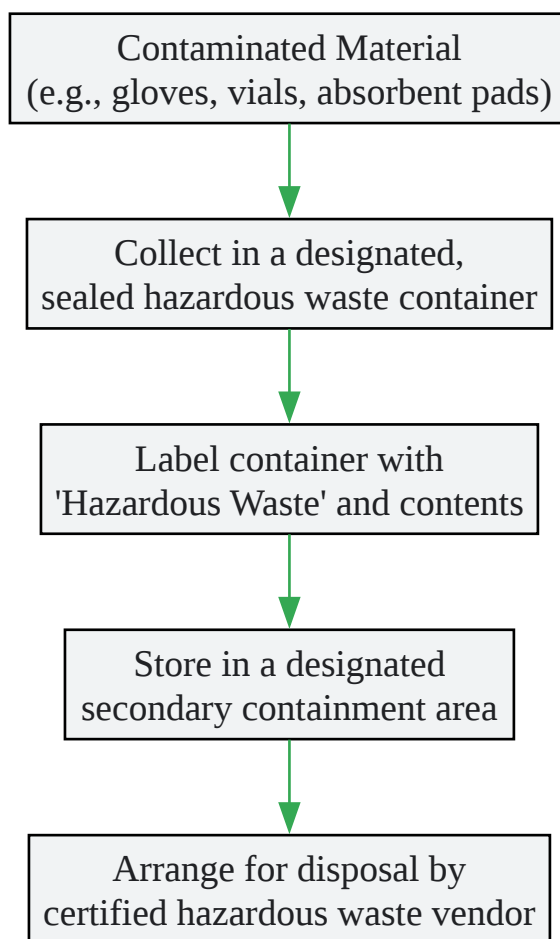 Contaminated Material
(e.g., gloves, vials, absorbent pads)
Collect in a designated,
sealed hazardous waste container
Label container with
'Hazardous Waste' and contents
Store in a designated
secondary containment area
Arrange for disposal by
certified hazardous waste vendor